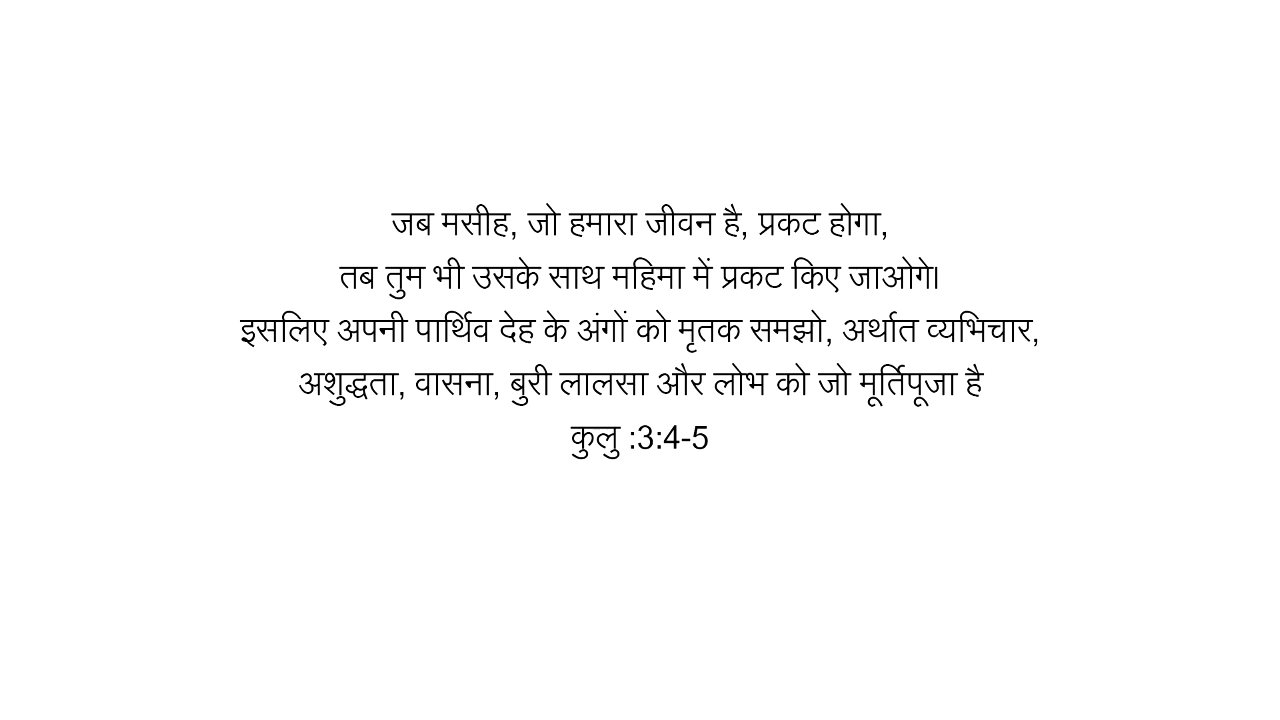 जब मसीह, जो हमारा जीवन है, प्रकट होगा,
तब तुम भी उसके साथ महिमा में प्रकट किए जाओगे।
इसलिए अपनी पार्थिव देह के अंगों को मृतक समझो, अर्थात व्यभिचार,
अशुद्धता, वासना, बुरी लालसा और लोभ को जो मूर्तिपूजा है
कुलु :3:4-5